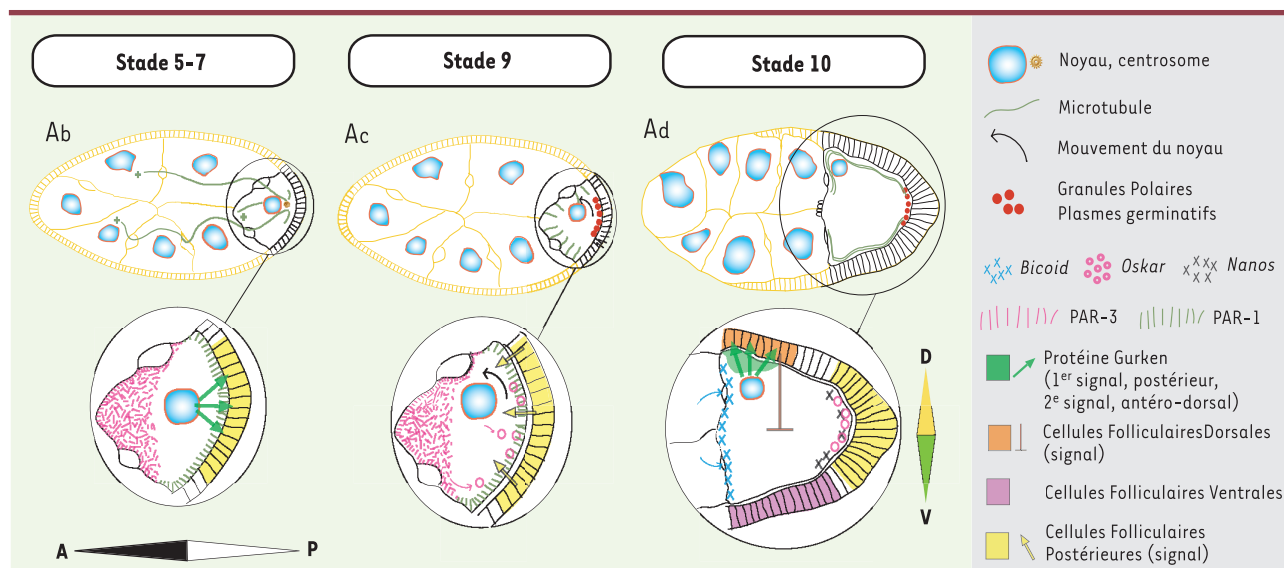 Stade 5-7
Stade 9
Stade 10
Ab
Ac
Ad
A
P
D
V
Noyau, centrosome
Microtubule
Mouvement du noyau
Granules Polaires
Plasmes germinatifs
Bicoid
Oskar
Nanos
PAR-3
PAR-1
Protéine Gurken
(1er signal, postérieur,
2e signal, antéro-dorsal)
Cellules FolliculairesDorsales
(signal)
Cellules Folliculaires Ventrales
Cellules Folliculaires
Postérieures (signal)